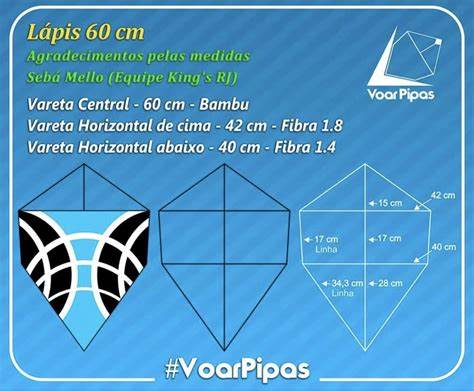 Lápis 60 cm
Agradecimentos pelas medidas
Sebá Mello (Equipe King's RJ)
VoarPipas
Vareta Central - 60 cm - Bambu
Vareta Horizontal de cima - 42 cm - Fibra 1.8
Vareta Horizontal abaixo - 40 cm - Fibra 1.4
42 cm
15 cm
17 cm
Linha
17 cm
40 cm
34,3 cm
Linha
28 cm
#VoarPipas